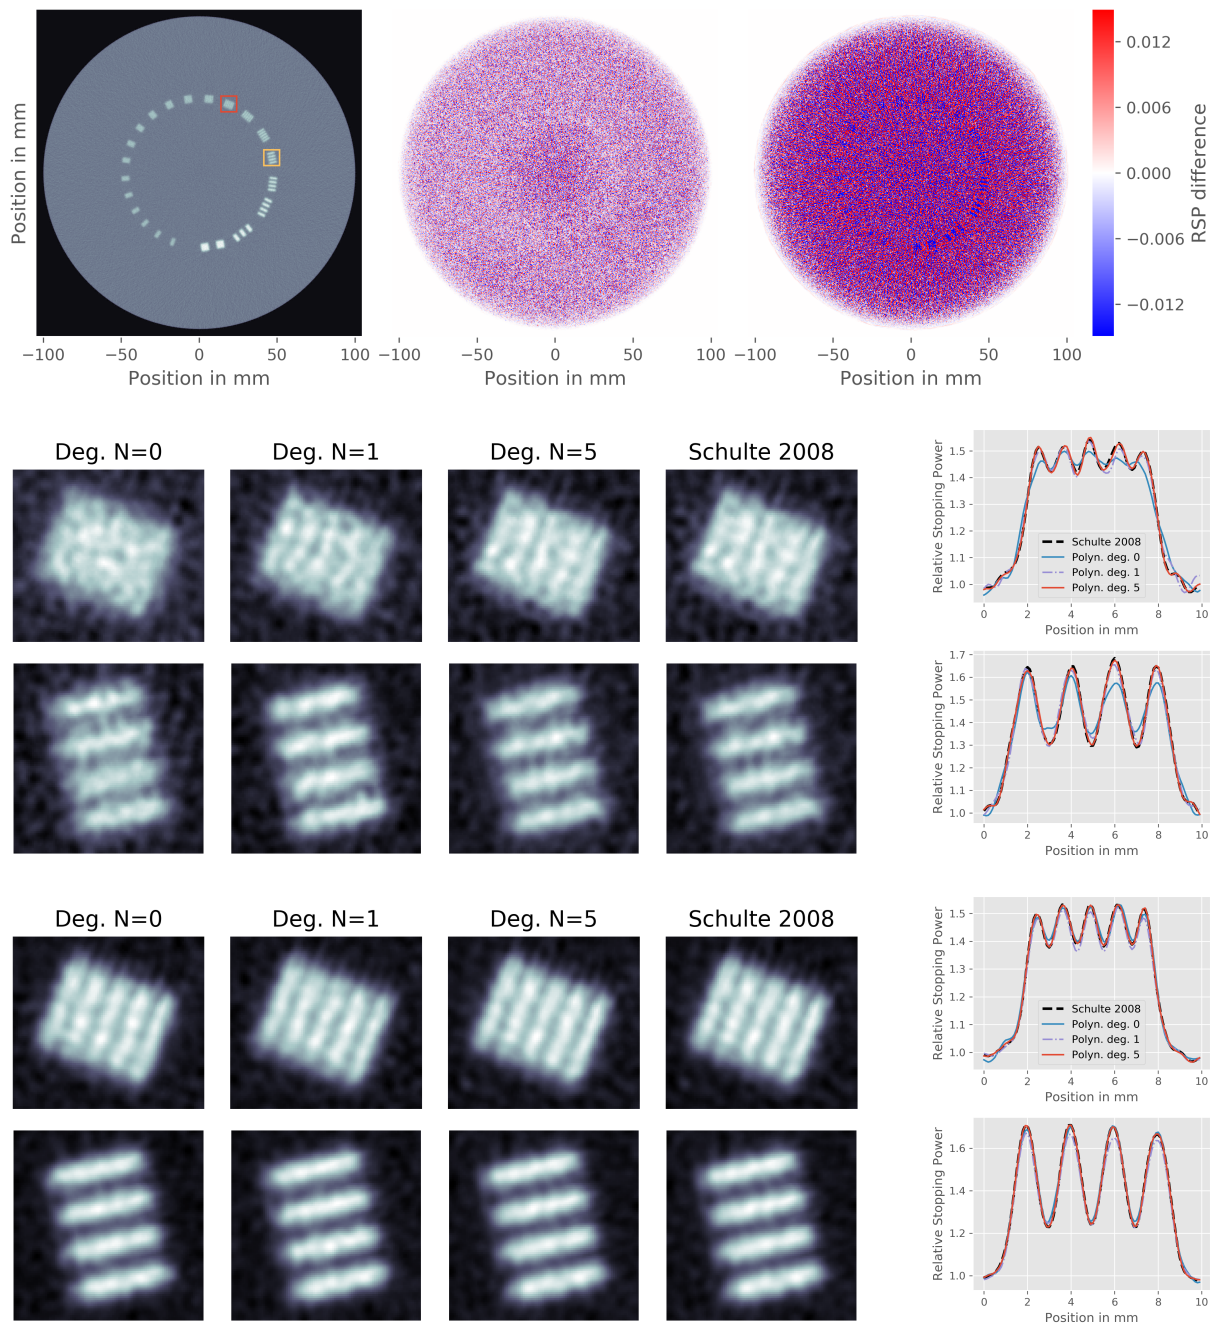 Position in mm
100
50
0
−50
−100
−100 −50 0 50 100
Position in mm
−100 −50 0 50 100
Position in mm
−100 −50 0 50 100
Position in mm
0.012
0.006
0.000
−0.006
−0.012
RSP difference
Deg. N=0 Deg. N=1 Deg. N=5 Schulte 2008
Relative Stopping Power
1.5
1.4
1.3
1.2
1.1
1.0
Schulte 2008
Polyn. deg. 0
Polyn. deg. 1
Polyn. deg. 5
0 2 4 6 8 10
Position in mm
Relative Stopping Power
1.7
1.6
1.5
1.4
1.3
1.2
1.1
1.0
0 2 4 6 8 10
Position in mm
Deg. N=0 Deg. N=1 Deg. N=5 Schulte 2008
Relative Stopping Power
1.5
1.4
1.3
1.2
1.1
1.0
Schulte 2008
Polyn. deg. 0
Polyn. deg. 1
Polyn. deg. 5
0 2 4 6 8 10
Position in mm
Relative Stopping Power
1.6
1.4
1.2
1.0
0 2 4 6 8 10
Position in mm